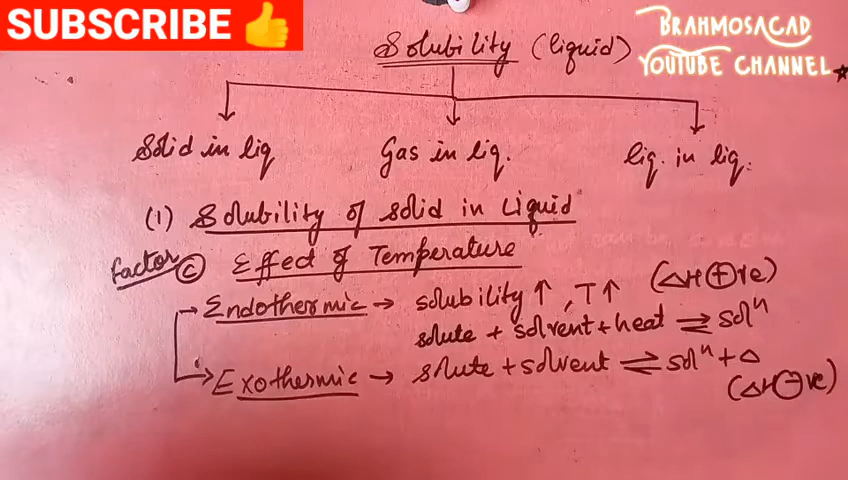 SUBSCRIBE
BRAHMOSACAD
YOUTUBE CHANNEL
Solubility (liquid)
Solid in liq
Gas in liq.
liq. in liq.
(1) Solubility of solid in Liquid
factor (c) Effect of Temperature
Endothermic → solubility ↑, T↑ (ΔH ⊕ve)
solute + solvent + heat ⇌ solⁿ
Exothermic → solute + solvent ⇌ solⁿ + Δ
(ΔH ⊖ve)